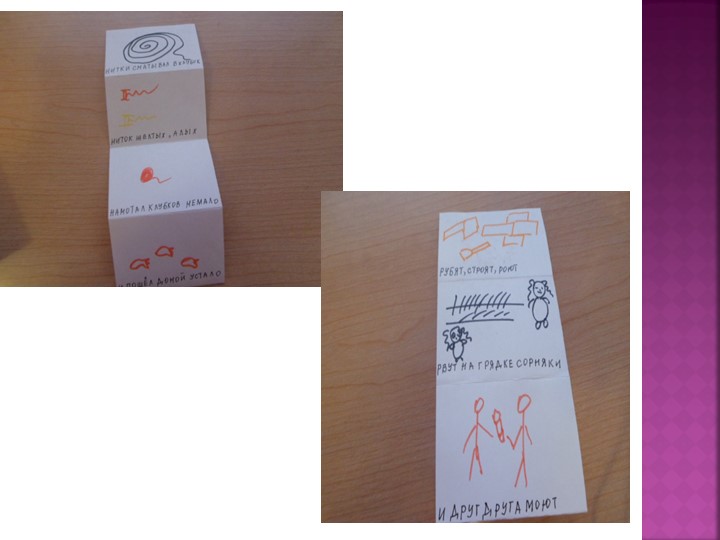 НИТКИ СМАТЫВАЛ
НИТОК ЖЕЛТЫХ, АЛЫХ
НАМОТАЛ КЛУБКОВ НЕМАЛО
И ПОШЁЛ ДОМОЙ УСТАЛО
РУБЯТ, СТРОЯТ, РОЮТ
РВУТ НА ГРЯДКЕ СОРНЯКИ
И ДРУГ ДРУГА МОЮТ